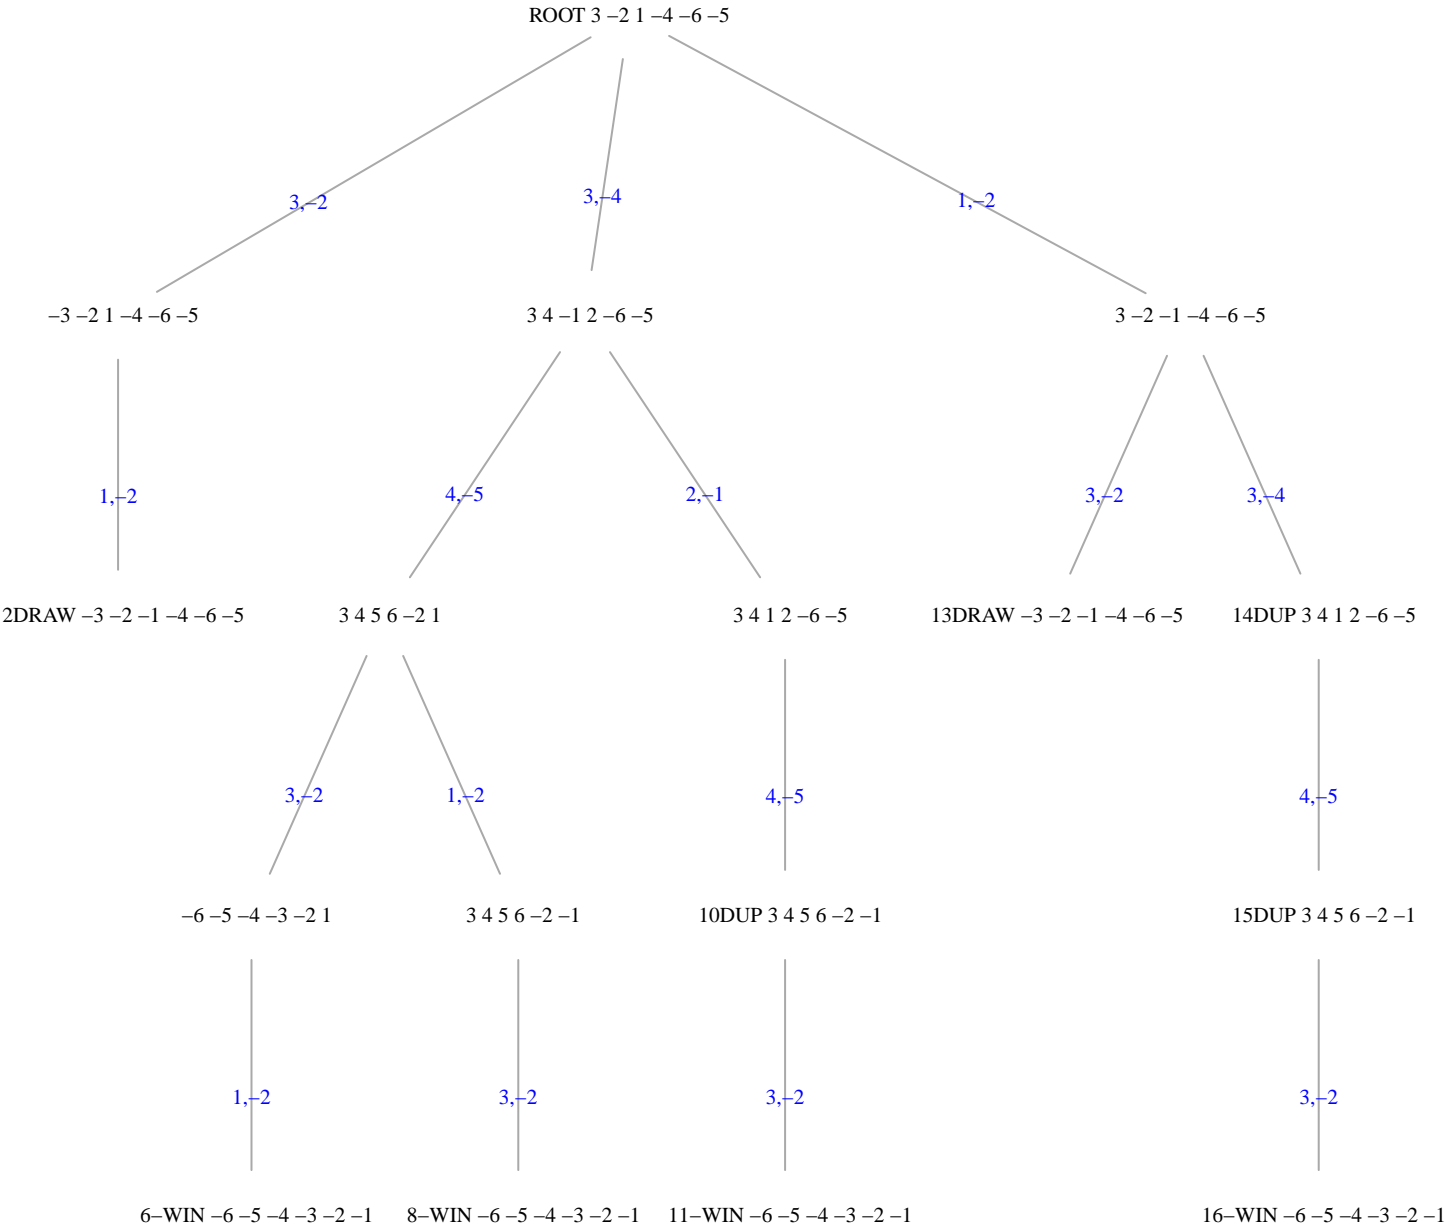 ROOT 3 –2 1 –4 –6 –5
3,–2
3,–4
1,–2
–3 –2 1 –4 –6 –5
3 4 –1 2 –6 –5
3 –2 –1 –4 –6 –5
1,–2
4,–5
2,–1
3,–2
3,–4
2DRAW –3 –2 –1 –4 –6 –5
3 4 5 6 –2 1
3 4 1 2 –6 –5
13DRAW –3 –2 –1 –4 –6 –5
14DUP 3 4 1 2 –6 –5
3,–2
1,–2
4,–5
4,–5
–6 –5 –4 –3 –2 1
3 4 5 6 –2 –1
10DUP 3 4 5 6 –2 –1
15DUP 3 4 5 6 –2 –1
1,–2
3,–2
3,–2
3,–2
6–WIN –6 –5 –4 –3 –2 –1
8–WIN –6 –5 –4 –3 –2 –1
11–WIN –6 –5 –4 –3 –2 –1
16–WIN –6 –5 –4 –3 –2 –1